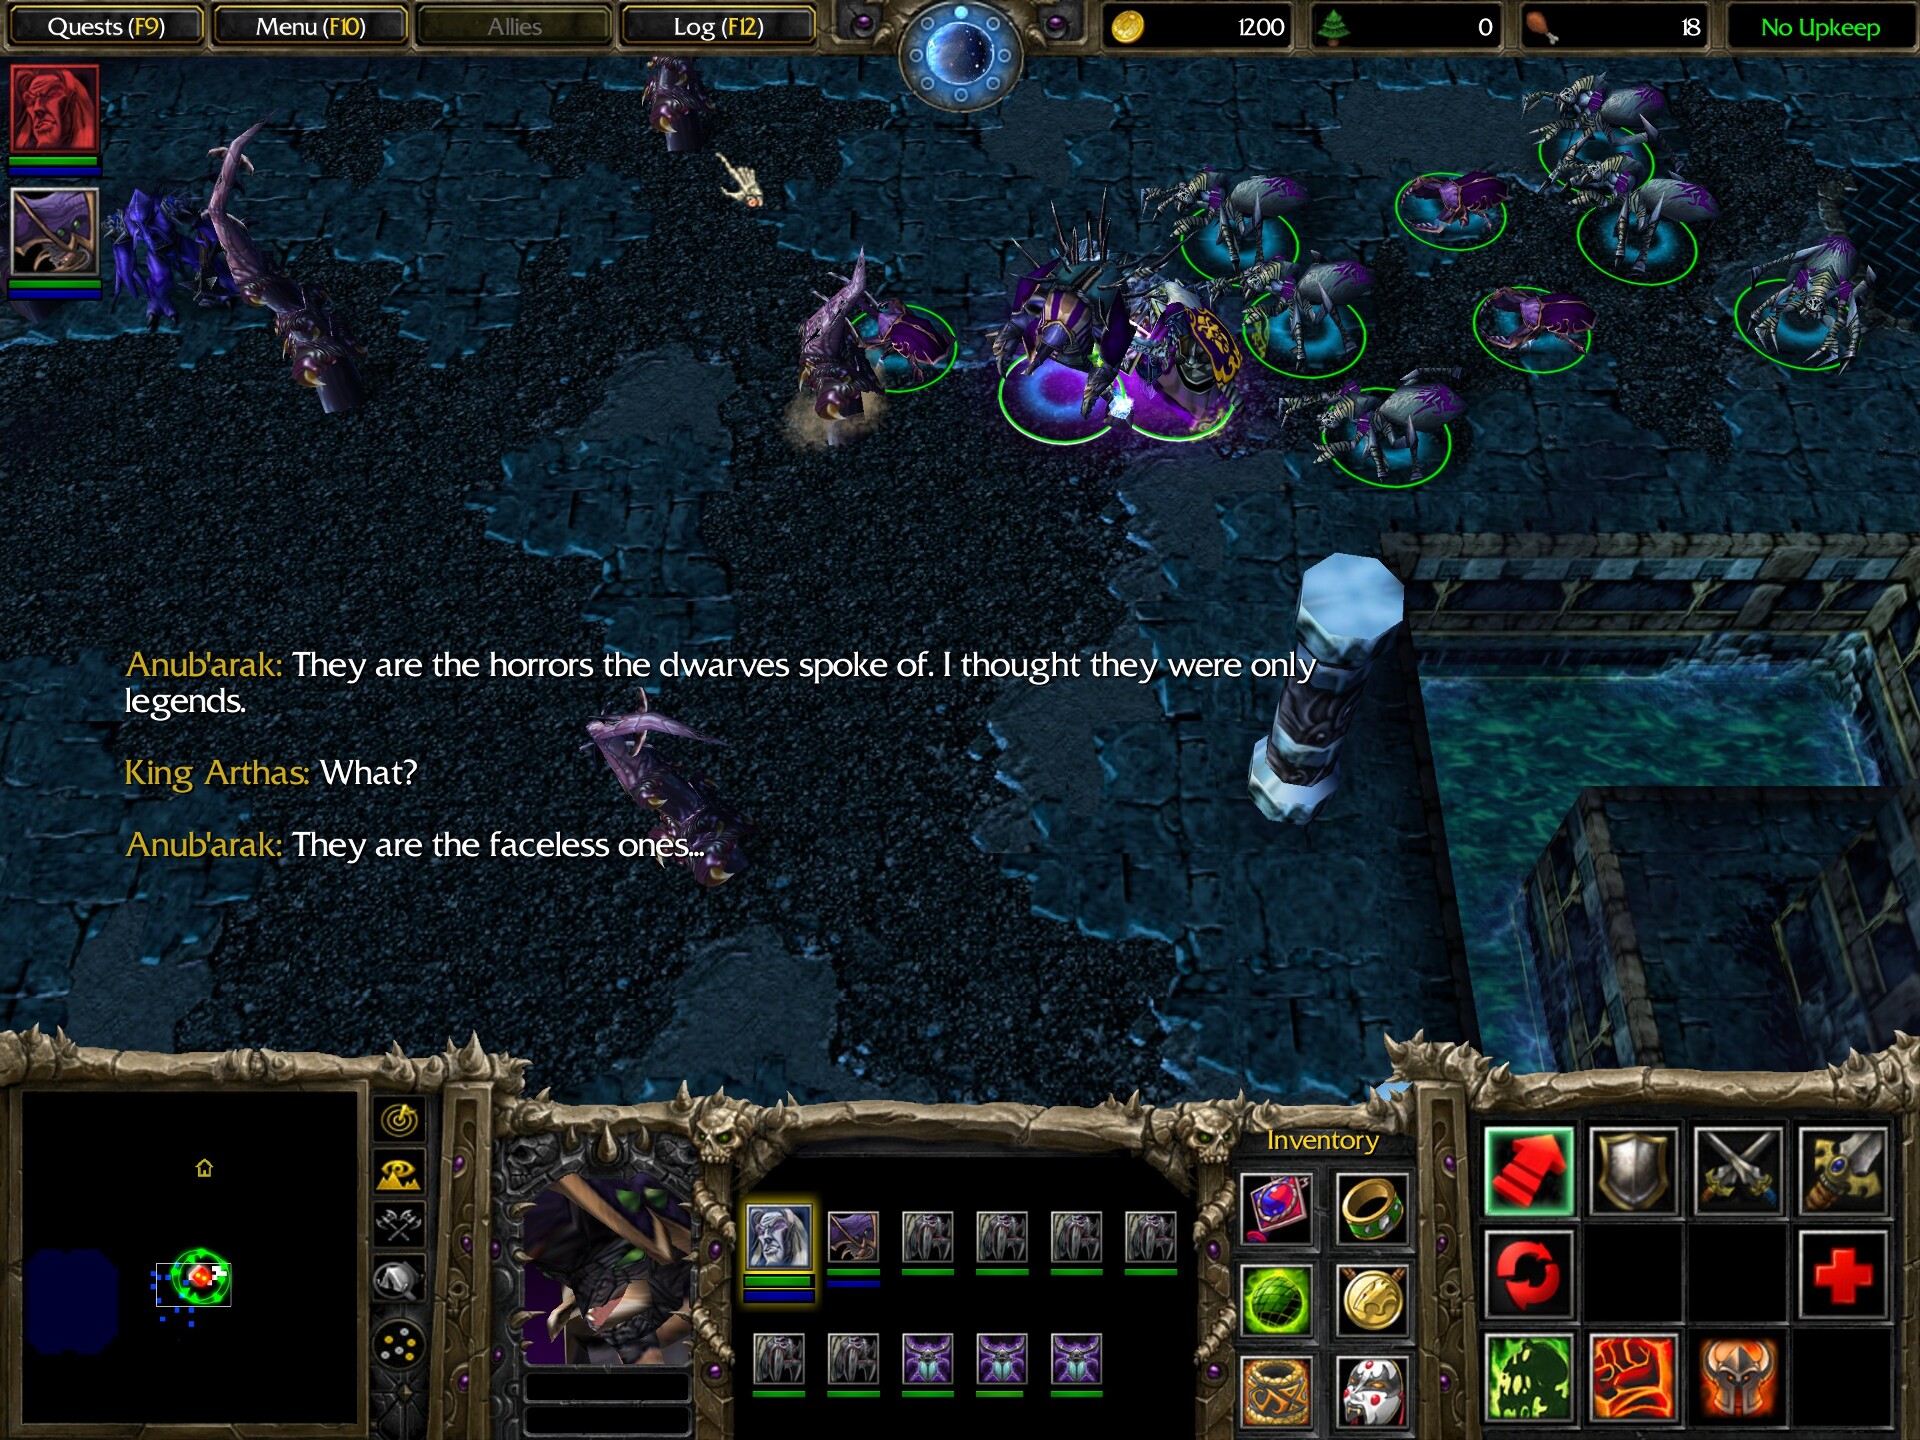 Quests (F9) Menu (F10) Allies Log (F12) 1200 0 18 No Upkeep
Anub'arak: They are the horrors the dwarves spoke of. I thought they were only
legends.
King Arthas: What?
Anub'arak: They are the faceless ones...
Inventory